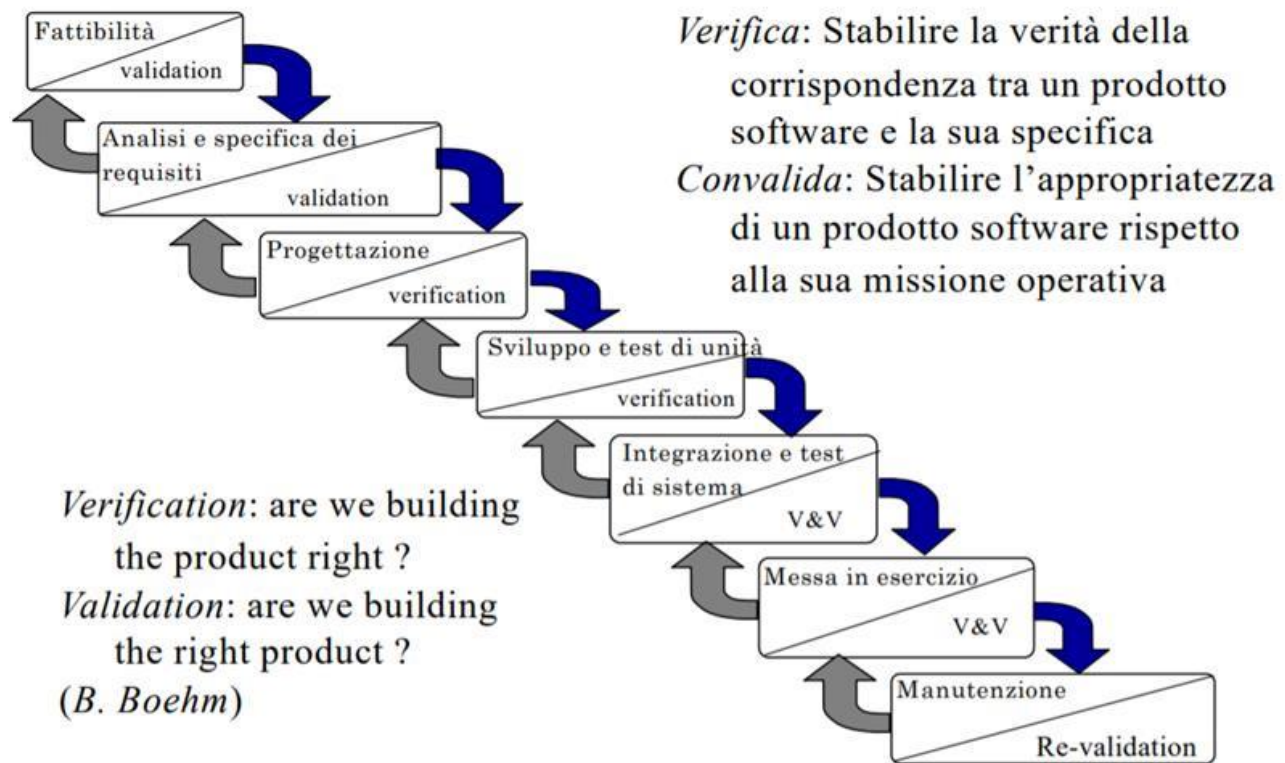 Fattibilità
validation
Analisi e specifica dei
requisiti
validation
Progettazione
verification
Sviluppo e test di unità
verification
Integrazione e test
di sistema
V&V
Messa in esercizio
V&V
Manutenzione
Re-validation
Verifica: Stabilire la verità della
corrispondenza tra un prodotto
software e la sua specifica
Convalida: Stabilire l’appropriatezza
di un prodotto software rispetto
alla sua missione operativa
Verification: are we building
the product right ?
Validation: are we building
the right product ?
(B. Boehm)